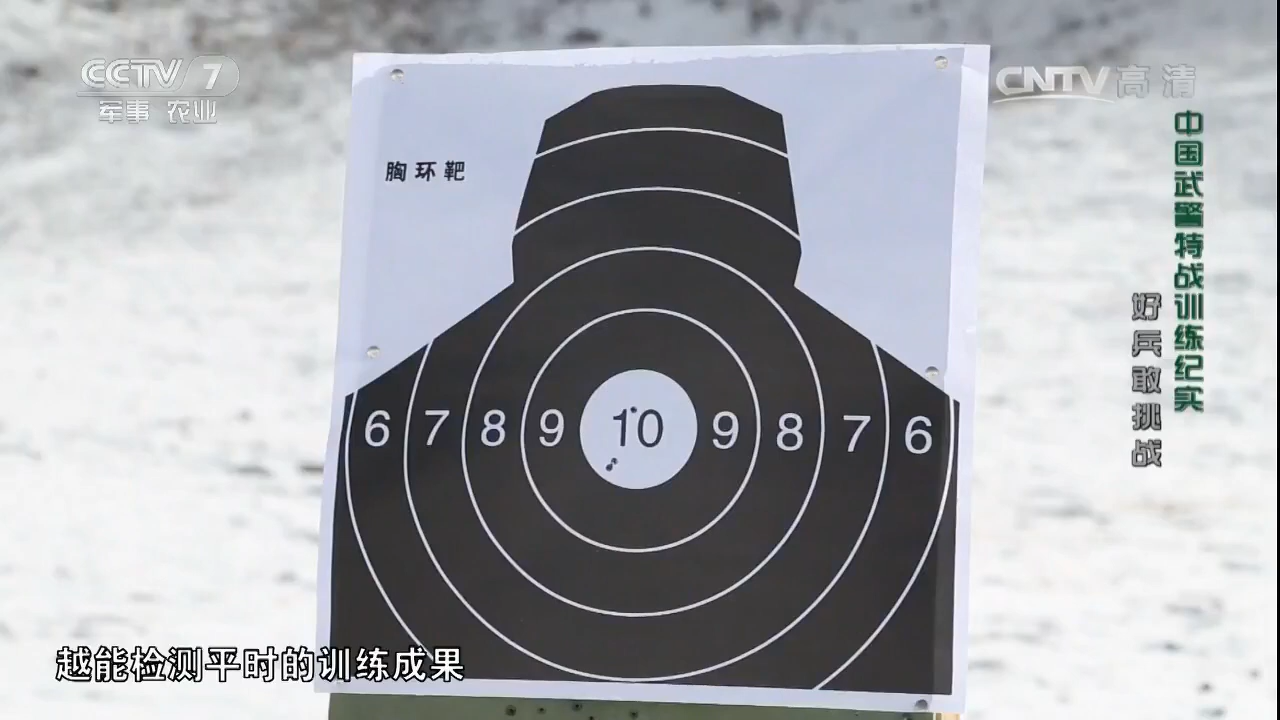 CCTV 7
军事 农业
CNTV高清
中国武警特战训练纪实
好兵敢挑战
胸环靶
6 7 8 9 10 9 8 7 6
越能检测平时的训练成果